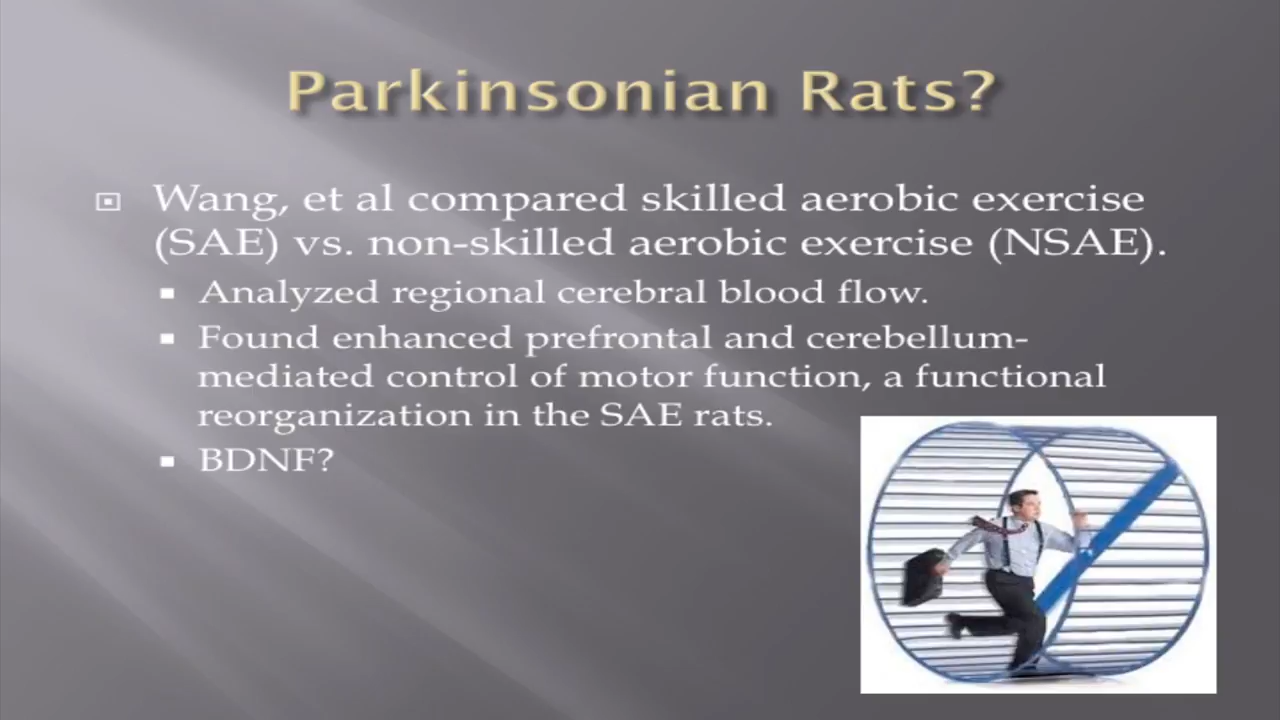 Parkinsonian Rats?
Wang, et al compared skilled aerobic exercise
(SAE) vs. non-skilled aerobic exercise (NSAE).
Analyzed regional cerebral blood flow.
Found enhanced prefrontal and cerebellum-
mediated control of motor function, a functional
reorganization in the SAE rats.
BDNF?